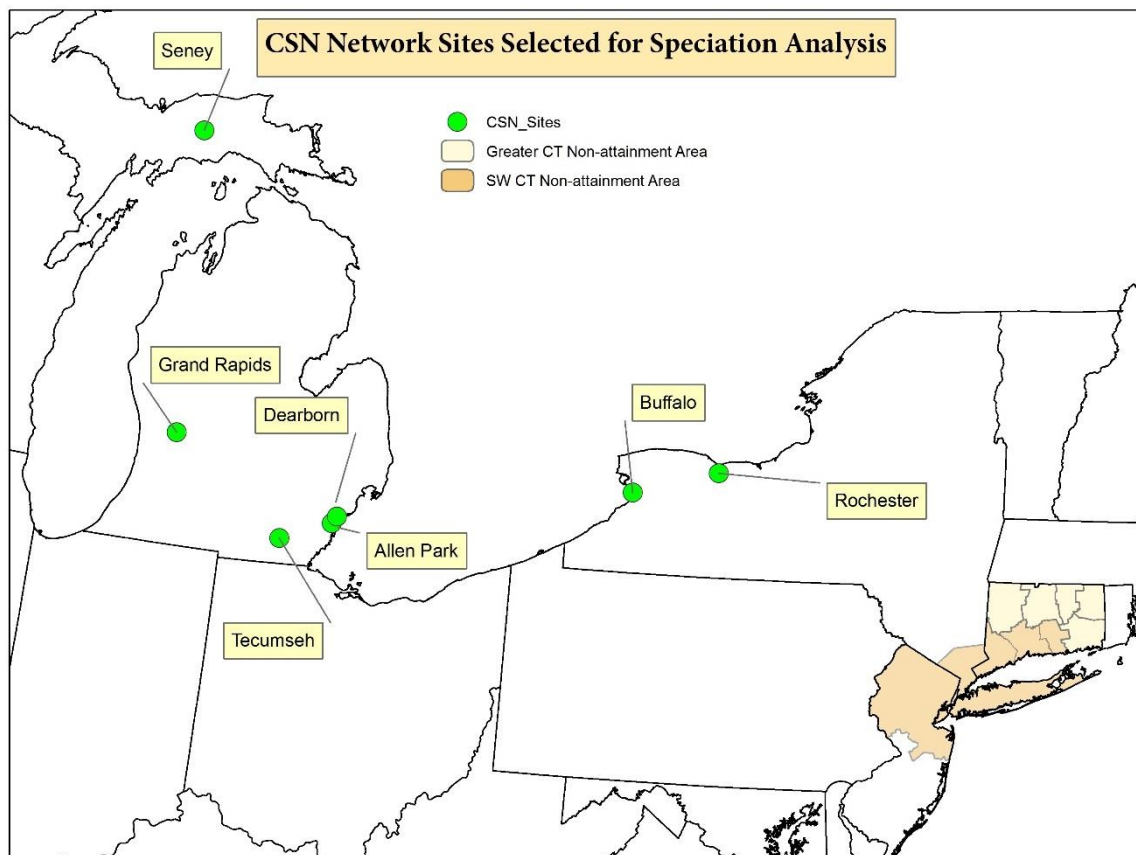 CSN Network Sites Selected for Speciation Analysis
Seney
CSN_Sites
Greater CT Non-attainment Area
SW CT Non-attainment Area
Grand Rapids
Dearborn
Buffalo
Rochester
Allen Park
Tecumseh